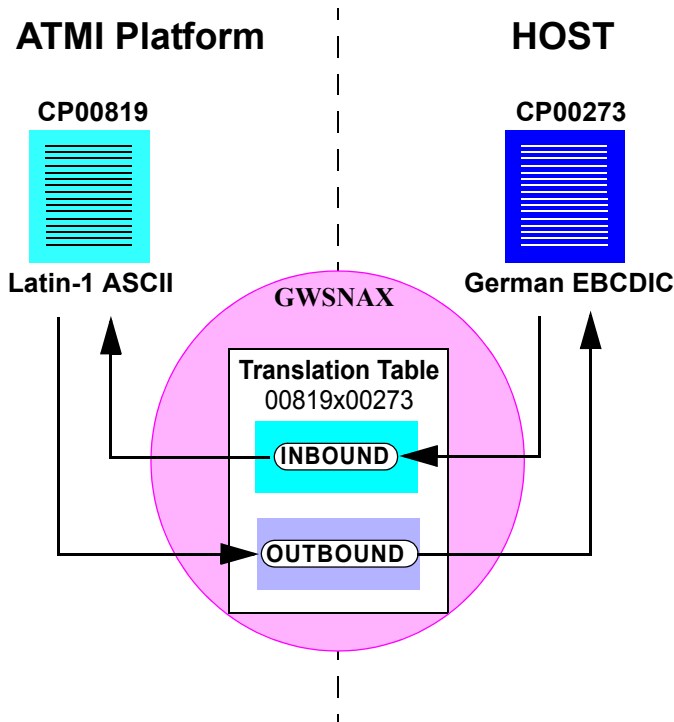 ATMI Platform
HOST
CP00819
CP00273
Latin-1 ASCII
German EBCDIC
GWSNAX
Translation Table
00819x00273
INBOUND
OUTBOUND